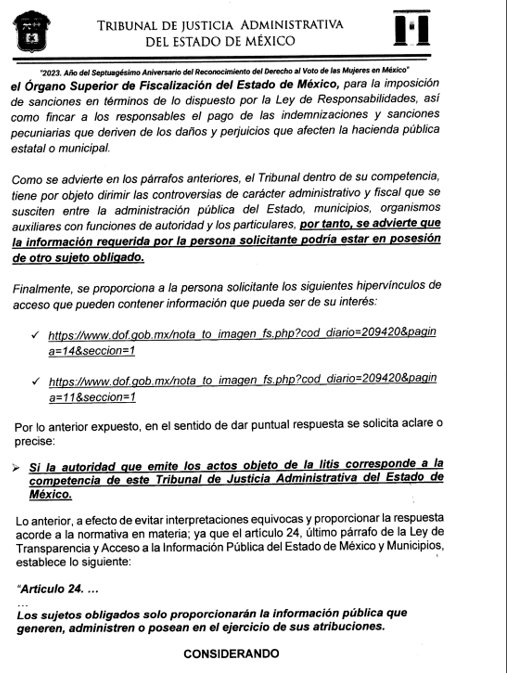 TRIBUNAL DE JUSTICIA ADMINISTRATIVA
DEL ESTADO DE MÉXICO
"2023. Año del Septuagésimo Aniversario del Reconocimiento del Derecho al Voto de las Mujeres en México"
el Órgano Superior de Fiscalización del Estado de México, para la imposición
de sanciones en términos de lo dispuesto por la Ley de Responsabilidades, así
como fincar a los responsables el pago de las indemnizaciones y sanciones
pecuniarias que deriven de los daños y perjuicios que afecten la hacienda pública
estatal o municipal.
Como se advierte en los párrafos anteriores, el Tribunal dentro de su competencia,
tiene por objeto dirimir las controversias de carácter administrativo y fiscal que se
susciten entre la administración pública del Estado, municipios, organismos
auxiliares con funciones de autoridad y los particulares, por tanto, se advierte que
la información requerida por la persona solicitante podría estar en posesión
de otro sujeto obligado.
Finalmente, se proporciona a la persona solicitante los siguientes hipervínculos de
acceso que pueden contener información que pueda ser de su interés:
✓ https://www.dof.gob.mx/nota_to_imagen_fs.php?cod_diario=209420&pagin
a=14&seccion=1
✓ https://www.dof.gob.mx/nota_to_imagen_fs.php?cod_diario=209420&pagin
a=11&seccion=1
Por lo anterior expuesto, en el sentido de dar puntual respuesta se solicita aclare o
precise:
➢ Si la autoridad que emite los actos objeto de la litis corresponde a la
competencia de este Tribunal de Justicia Administrativa del Estado de
México.
Lo anterior, a efecto de evitar interpretaciones equivocas y proporcionar la respuesta
acorde a la normativa en materia; ya que el articulo 24, último párrafo de la Ley de
Transparencia y Acceso a la Información Pública del Estado de México y Municipios,
establece lo siguiente:
"Articulo 24. ...
...
Los sujetos obligados solo proporcionarán la información pública que
generen, administren o posean en el ejercicio de sus atribuciones.
CONSIDERANDO